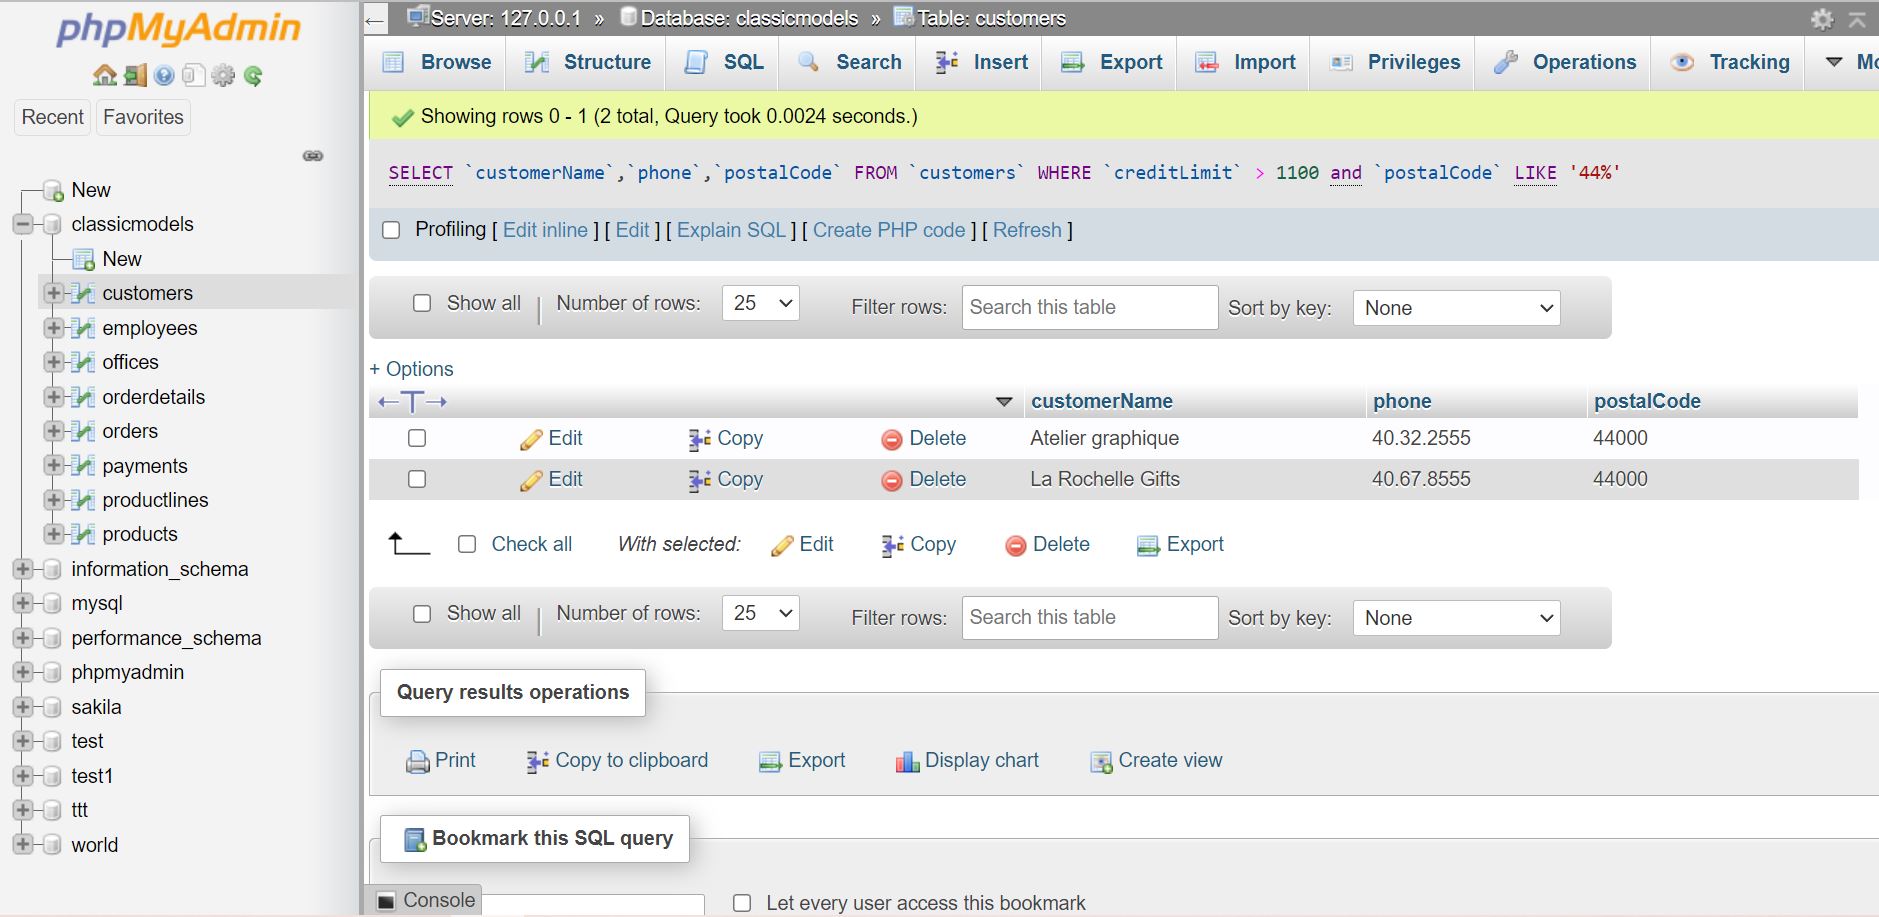 phpMyAdmin
Recent Favorites
New
classicmodels
New
customers
employees
offices
orderdetails
orders
payments
productlines
products
information_schema
mysql
performance_schema
phpmyadmin
sakila
test
test1
ttt
world
Server: 127.0.0.1 » Database: classicmodels » Table: customers
Browse Structure SQL Search Insert Export Import Privileges Operations Tracking Mo
Showing rows 0 - 1 (2 total, Query took 0.0024 seconds.)
SELECT `customerName`,`phone`,`postalCode` FROM `customers` WHERE `creditLimit` > 1100 and `postalCode` LIKE '44%'
Profiling [ Edit inline ] [ Edit ] [ Explain SQL ] [ Create PHP code ] [ Refresh ]
Show all | Number of rows: 25 Filter rows: Search this table Sort by key: None
+ Options
←T→ customerName phone postalCode
Edit Copy Delete Atelier graphique 40.32.2555 44000
Edit Copy Delete La Rochelle Gifts 40.67.8555 44000
Check all With selected: Edit Copy Delete Export
Show all | Number of rows: 25 Filter rows: Search this table Sort by key: None
Query results operations
Print Copy to clipboard Export Display chart Create view
Bookmark this SQL query
Console Let every user access this bookmark